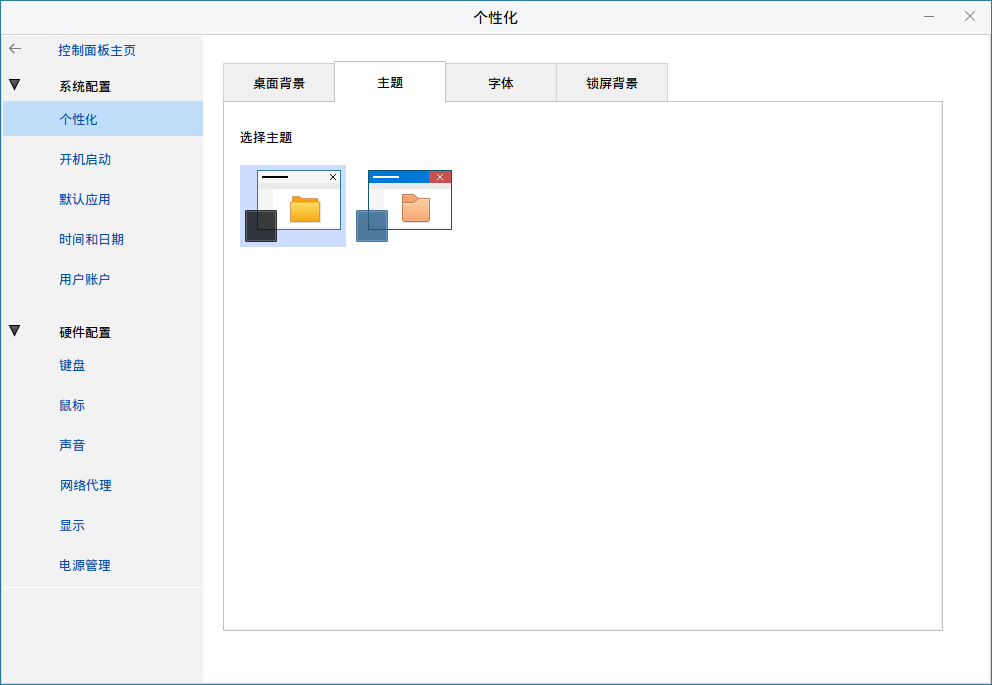 个性化
控制面板主页
系统配置
个性化
开机启动
默认应用
时间和日期
用户账户
硬件配置
键盘
鼠标
声音
网络代理
显示
电源管理
桌面背景 主题 字体 锁屏背景
选择主题